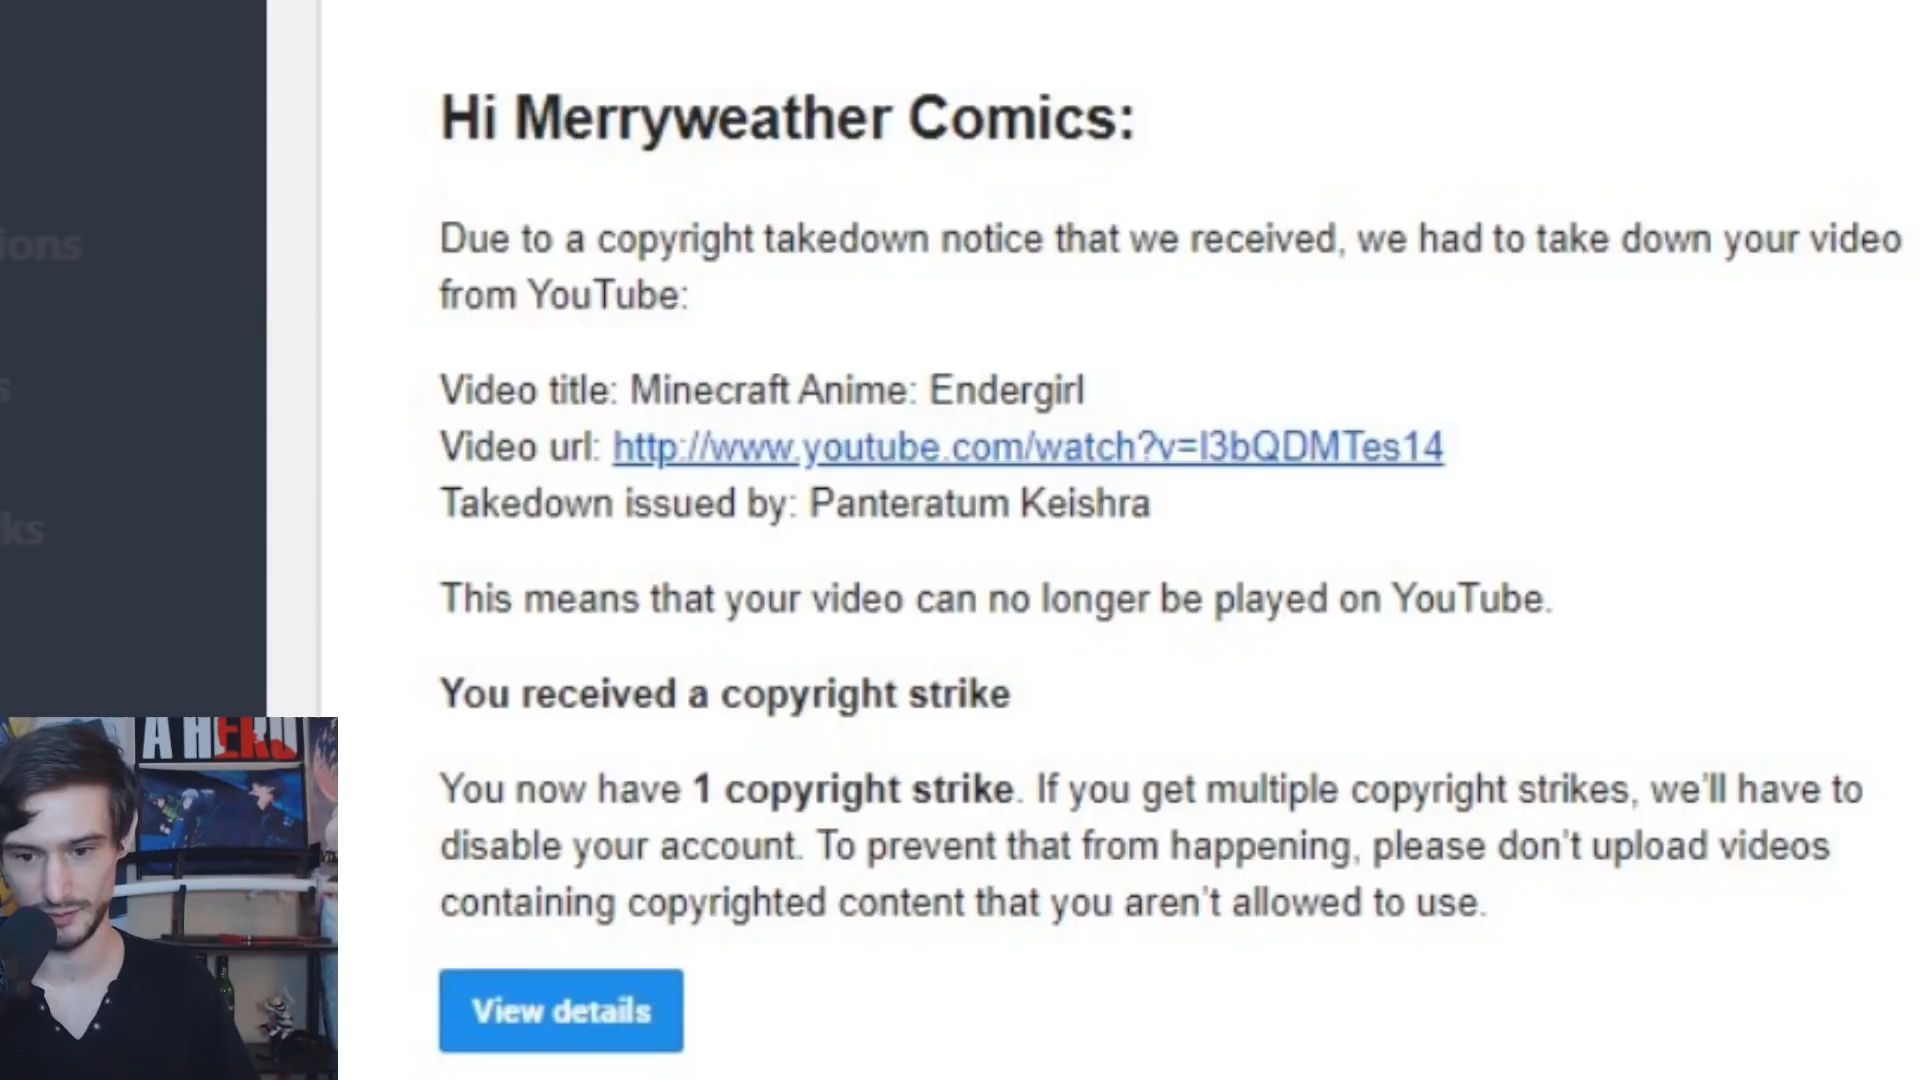 Hi Merryweather Comics:
Due to a copyright takedown notice that we received, we had to take down your video
from YouTube:
Video title: Minecraft Anime: Endergirl
Video url: http://www.youtube.com/watch?v=l3bQDMTes14
Takedown issued by: Panteratum Keishra
This means that your video can no longer be played on YouTube.
You received a copyright strike
You now have 1 copyright strike. If you get multiple copyright strikes, we'll have to
disable your account. To prevent that from happening, please don't upload videos
containing copyrighted content that you aren't allowed to use.
View details
ions
s
ks
A HERO